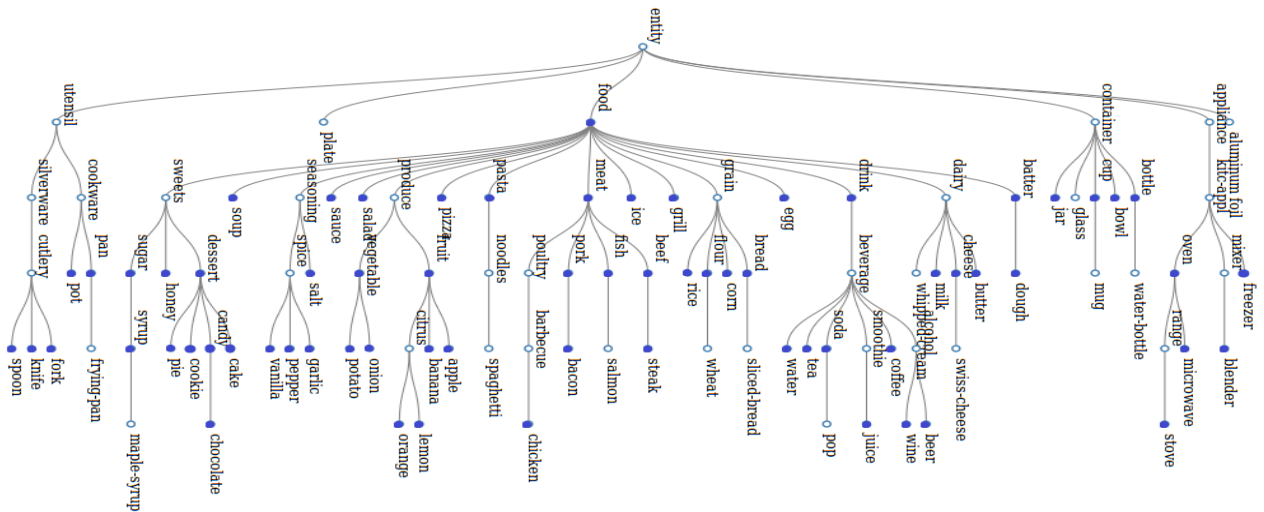 entity
utensil
plate
food
container
appliance
aluminum foil
silverware
cookware
sweets
soup
seasoning
sauce
salad
produce
pizza
pasta
meat
ice
grill
grain
egg
drink
dairy
batter
jar
glass
cup
bowl
bottle
kitc-appl
cutlery
pot
pan
sugar
honey
dessert
spice
salt
vegetable
fruit
noodles
poultry
pork
fish
beef
rice
flour
corn
bread
beverage
whipped-cream
milk
cheese
butter
dough
mug
water-bottle
oven
mixer
freezer
spoon
knife
fork
frying-pan
syrup
pie
cookie
candy
cake
vanilla
pepper
garlic
potato
onion
citrus
banana
apple
spaghetti
barbecue
bacon
salmon
steak
wheat
sliced-bread
water
tea
soda
smoothie
coffee
alcohol
swiss-cheese
range
microwave
blender
maple-syrup
chocolate
orange
lemon
chicken
pop
juice
wine
beer
stove